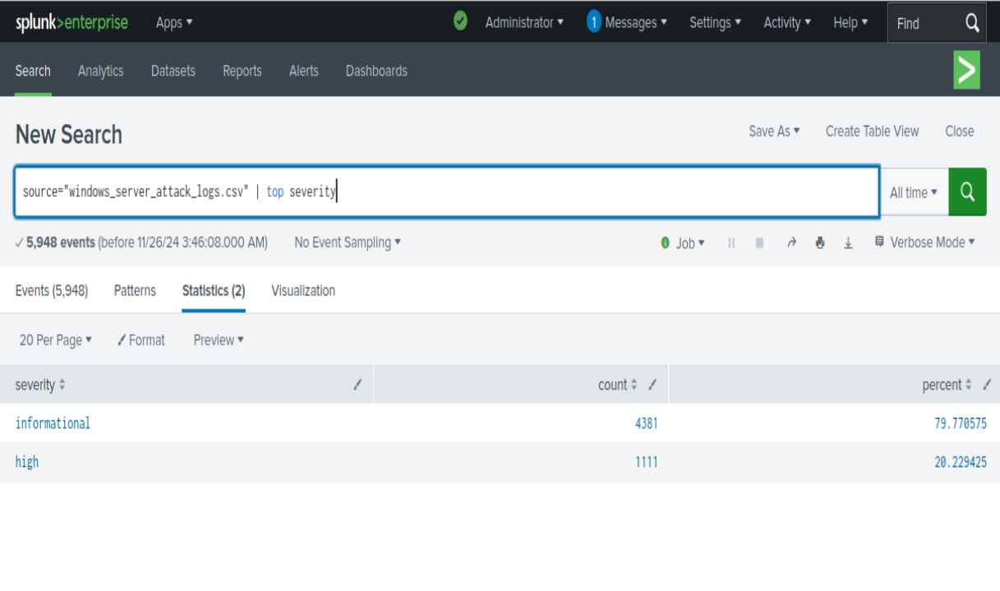 splunk>enterprise Apps Administrator 1 Messages Settings Activity Help Find
Search Analytics Datasets Reports Alerts Dashboards
New Search Save As Create Table View Close
source="windows_server_attack_logs.csv" | top severity All time
5,948 events (before 11/26/24 3:46:08.000 AM) No Event Sampling Job Verbose Mode
Events (5,948) Patterns Statistics (2) Visualization
20 Per Page Format Preview
severity count percent
informational 4381 79.770575
high 1111 20.229425